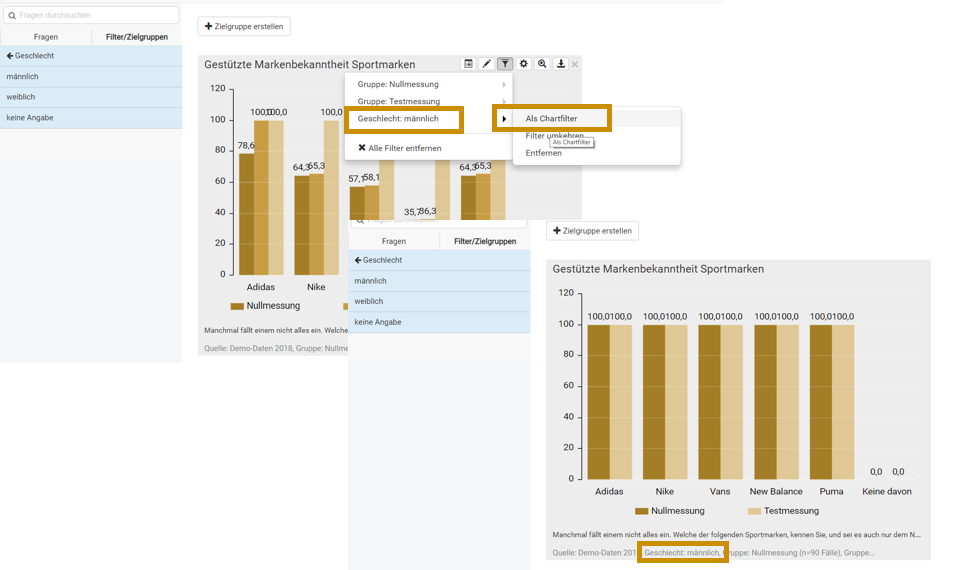 Fragen durchsuchen
Zielgruppe erstellen
Fragen
Filter/Zielgruppen
Geschlecht
männlich
weiblich
keine Angabe
Gestützte Markenbekanntheit Sportmarken
120
100
80
60
40
20
0
78,6
100,0
100,0
64,3
65,3
100,0
57,1
58,1
35,7
36,3
64,3
65,3
Adidas
Nike
Nullmessung
Manchmal fällt einem nicht alles ein. Welche
Quelle: Demo-Daten 2018, Gruppe: Nullme
Gruppe: Nullmessung
Gruppe: Testmessung
Geschlecht: männlich
Alle Filter entfernen
Als Chartfilter
Filter umkehren
Als Chartfilter
Entfernen
Fragen durchsuchen
Zielgruppe erstellen
Fragen
Filter/Zielgruppen
Geschlecht
männlich
weiblich
keine Angabe
Gestützte Markenbekanntheit Sportmarken
120
100
80
60
40
20
0
100,0100,0 100,0100,0 100,0100,0 100,0100,0 100,0100,0
0,0 0,0
Adidas Nike Vans New Balance Puma Keine davon
Nullmessung Testmessung
Manchmal fällt einem nicht alles ein. Welche der folgenden Sportmarken, kennen Sie, und sei es auch nur dem N...
Quelle: Demo-Daten 201 Geschlecht: männlich, Gruppe: Nullmessung (n=90 Fälle), Gruppe...